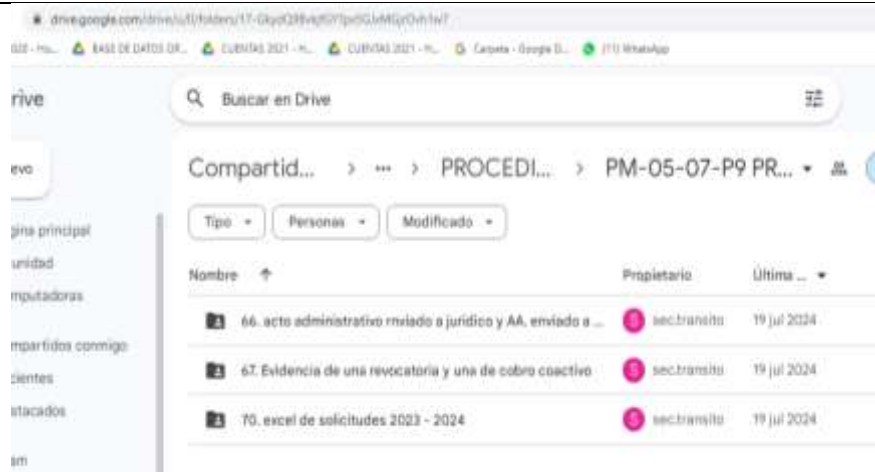 drive.google.com/drive/u/0/folders/
BASE DE DATOS OR... CUENTAS 2021 - H... CUENTAS 2021 - H... Carpeta - Google D... (11) WhatsApp
rive
Buscar en Drive
evo
Compartid... > ... > PROCEDI... > PM-05-07-P9 PR...
Tipo Personas Modificado
gina principal
unidad
mputadoras
mpartidos conmigo
cientes
stacados
am
Nombre Propietario Última ...
66. acto administrativo rnviado a juridico y AA, enviado a ... sec.transito 19 jul 2024
67. Evidencia de una revocatoria y una de cobro coactivo sec.transito 19 jul 2024
70. excel de solicitudes 2023 - 2024 sec.transito 19 jul 2024